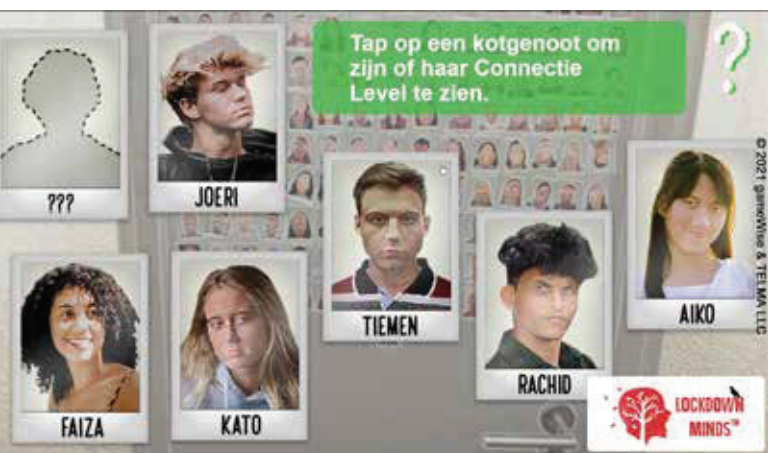 Tap op een kotgenoot om
zijn of haar Connectie
Level te zien.
?
???
JOERI
TIEMEN
RACHID
AIKO
FAIZA
KATO
© 2021 gameWise & TELMA LLC
LOCKDOWN
MINDS™